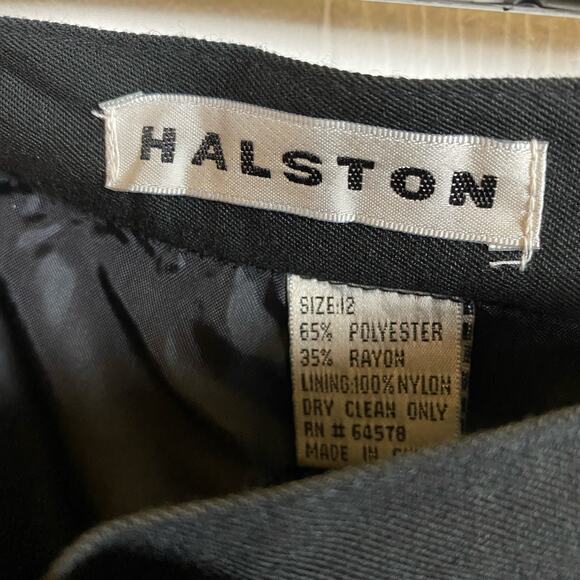 HALSTON
SIZE:12
65% POLYESTER
35% RAYON
LINING:100% NYLON
DRY CLEAN ONLY
RN # 64578
MADE IN